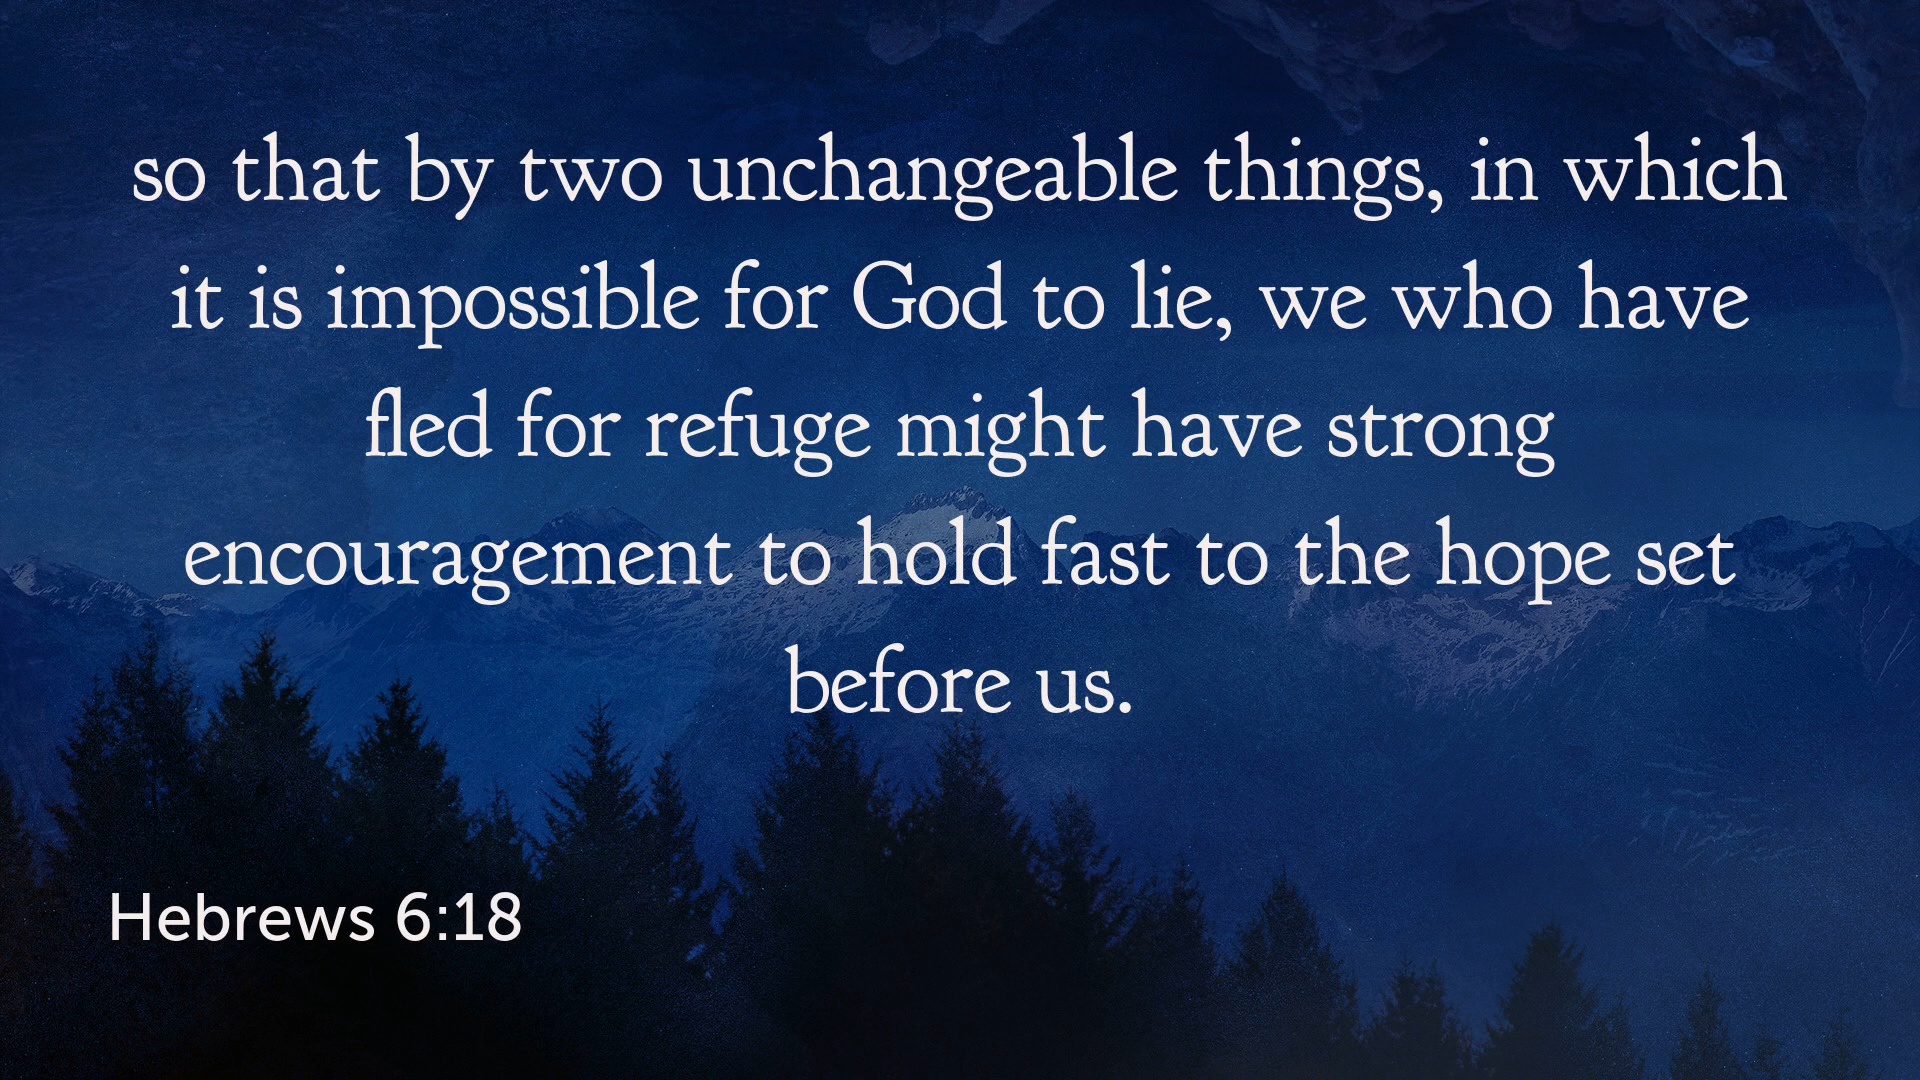 so that by two unchangeable things, in which
it is impossible for God to lie, we who have
fled for refuge might have strong
encouragement to hold fast to the hope set
before us.
Hebrews 6:18